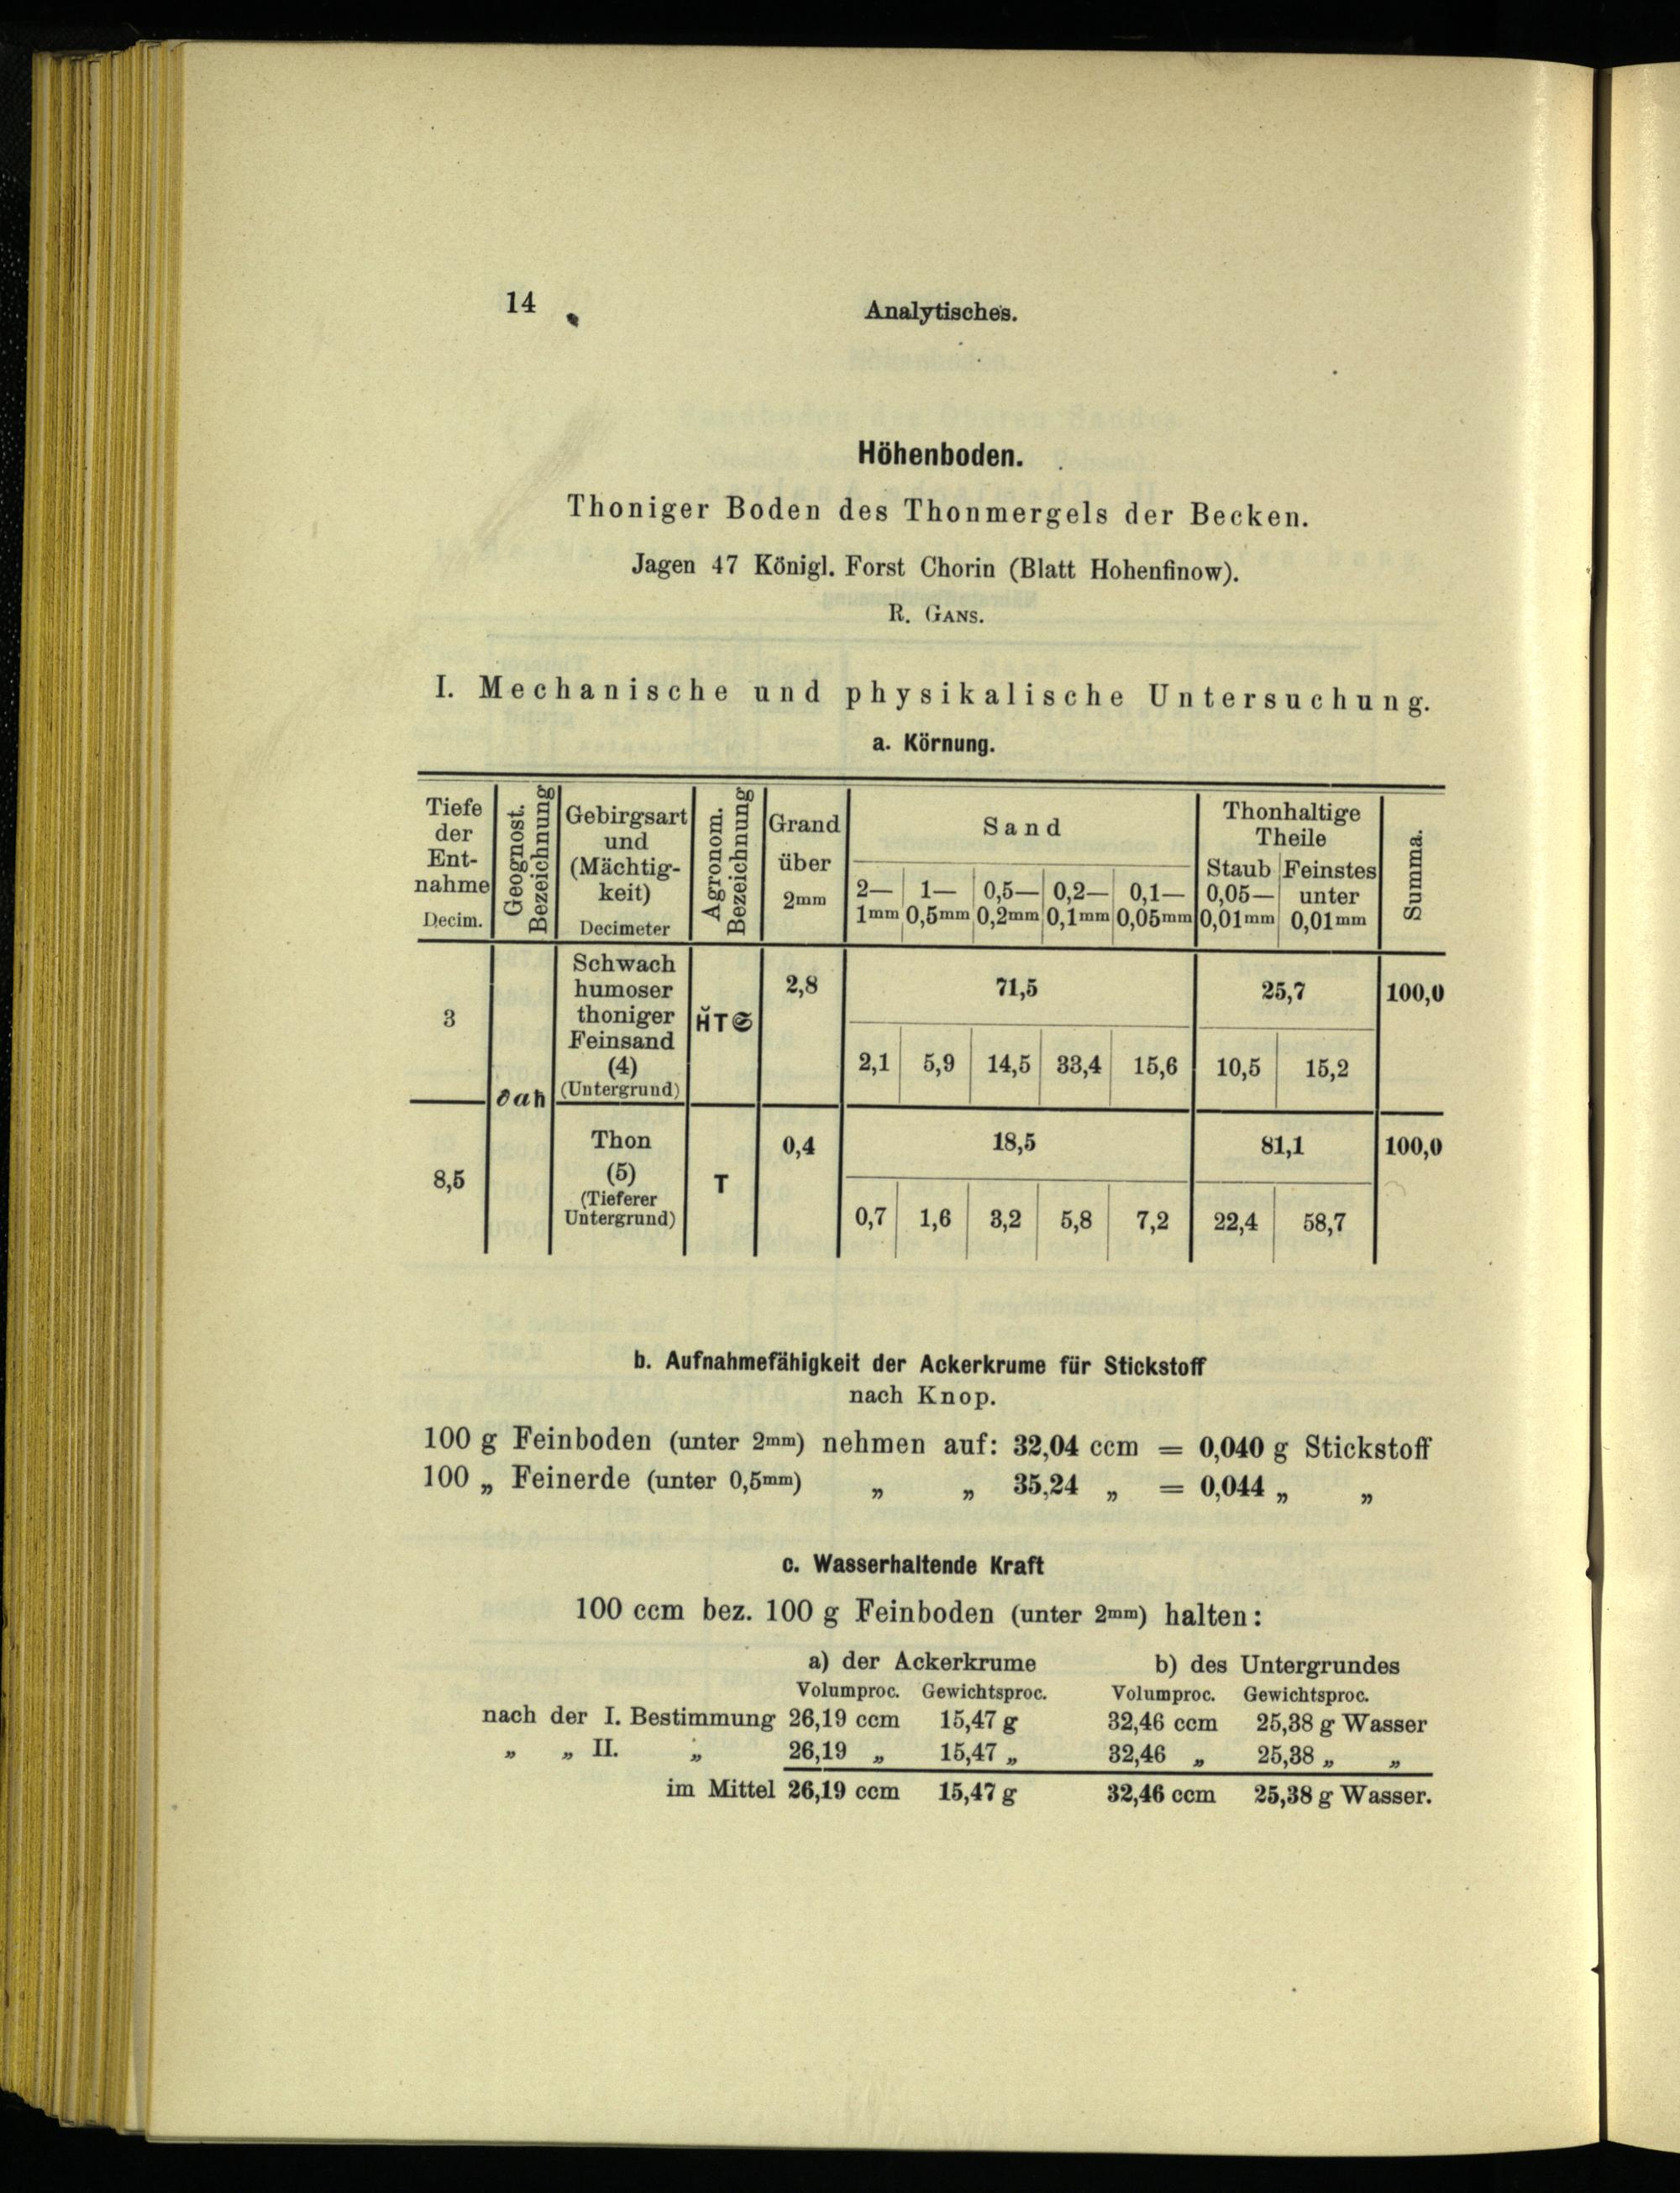 14
Analytisches.
Höhenboden.
Thoniger Boden des Thonmergels der Becken.
Jagen 47 Königl. Forst Chorin (Blatt Hohenfinow).
R. GANS.
I. Mechanische und physikalische Untersuchung.
a. Körnung.
Tiefe der Ent-nahme Decim.
Geognost. Bezeichnung
Gebirgsart und (Mächtig-keit) Decimeter
Agronom. Bezeichnung
Grand über 2mm
Sand
2—1mm 1—0,5mm 0,5—0,2mm 0,2—0,1mm 0,1—0,05mm
Thonhaltige Theile
Staub 0,05—0,01mm Feinstes unter 0,01mm
Summa.
3
Schwach humoser thoniger Feinsand (4) (Untergrund)
2,8 71,5 25,7 100,0
2,1 5,9 14,5 33,4 15,6 10,5 15,2
8,5
Thon (5) (Tieferer Untergrund)
T
0,4 18,5 81,1 100,0
0,7 1,6 3,2 5,8 7,2 22,4 58,7
b. Aufnahmefähigkeit der Ackerkrume für Stickstoff
nach Knop.
100 g Feinboden (unter 2mm) nehmen auf: 32,04 ccm = 0,040 g Stickstoff
100 „ Feinerde (unter 0,5mm) „ „ 35,24 „ = 0,044 „ „
c. Wasserhaltende Kraft
100 ccm bez. 100 g Feinboden (unter 2mm) halten:
a) der Ackerkrume b) des Untergrundes
Volumproc. Gewichtsproc. Volumproc. Gewichtsproc.
nach der I. Bestimmung 26,19 ccm 15,47 g 32,46 ccm 25,38 g Wasser
„ „ II. „ 26,19 „ 15,47 „ 32,46 „ 25,38 „ „
im Mittel 26,19 ccm 15,47 g 32,46 ccm 25,38 g Wasser.